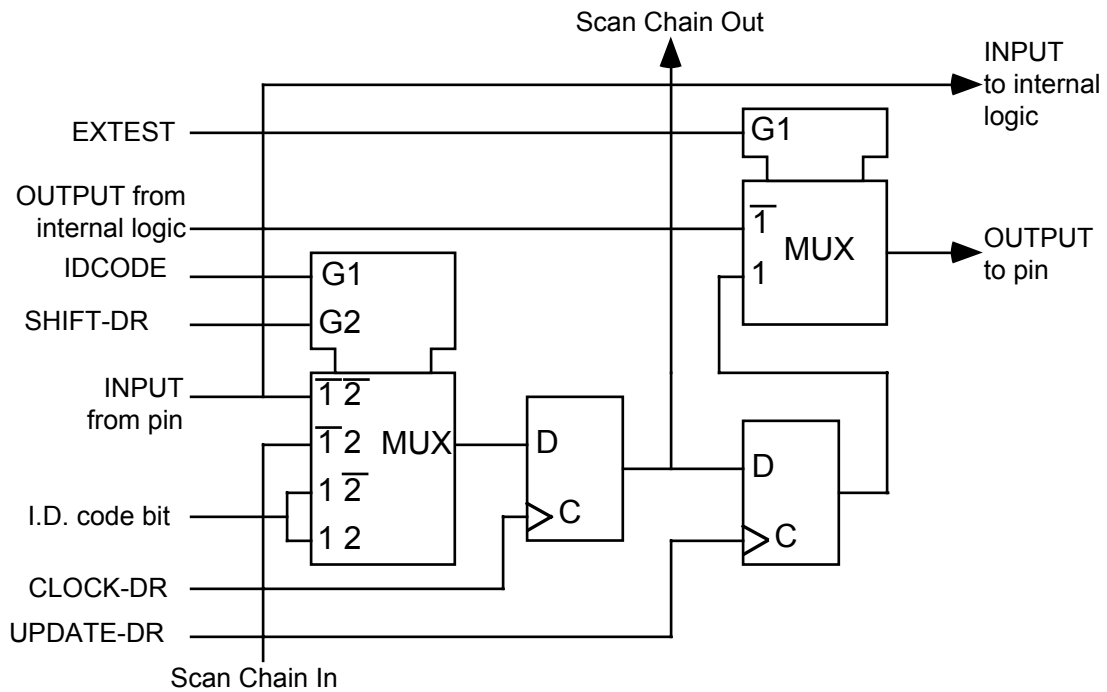 Scan Chain Out
INPUT
to internal
logic
EXTEST
G1
OUTPUT from
internal logic
1̅
MUX
1
OUTPUT
to pin
IDCODE
G1
SHIFT-DR
G2
INPUT
from pin
1̅ 2̅
1̅ 2
MUX
1 2̅
1 2
I.D. code bit
D
C
D
C
CLOCK-DR
UPDATE-DR
Scan Chain In